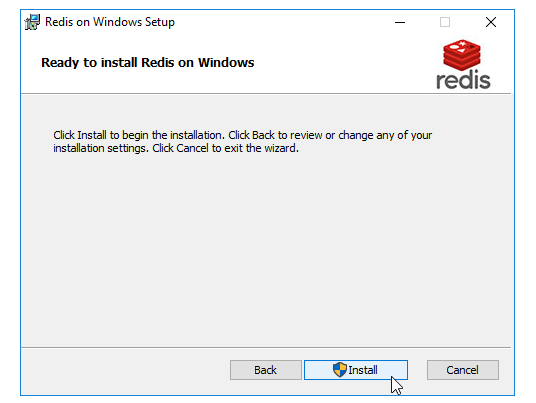 Redis on Windows Setup
Ready to install Redis on Windows
redis
Click Install to begin the installation. Click Back to review or change any of your
installation settings. Click Cancel to exit the wizard.
Back
Install
Cancel